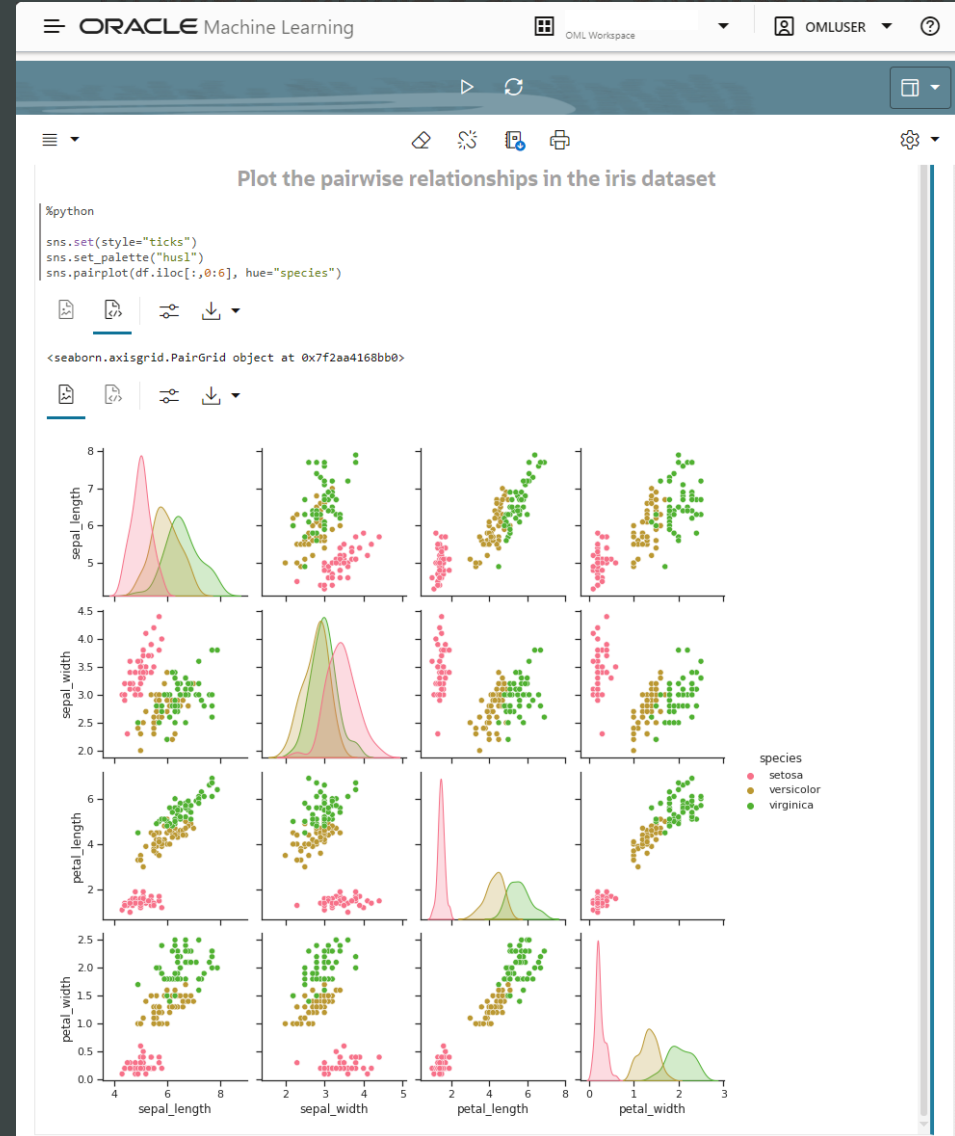 ORACLE Machine Learning
OML Workspace
OMLUSER
Plot the pairwise relationships in the iris dataset
%python
sns.set(style="ticks")
sns.set_palette("husl")
sns.pairplot(df.iloc[:,0:6], hue="species")
<seaborn.axisgrid.PairGrid object at 0x7f2aa4168bb0>
8
7
6
5
sepal_length
4.5
4.0
3.5
3.0
2.5
2.0
sepal_width
species
setosa
versicolor
virginica
6
4
2
petal_length
2.5
2.0
1.5
1.0
0.5
0.0
petal_width
4 6 8 2 3 4 5 2 4 6 8 0 1 2 3
sepal_length sepal_width petal_length petal_width